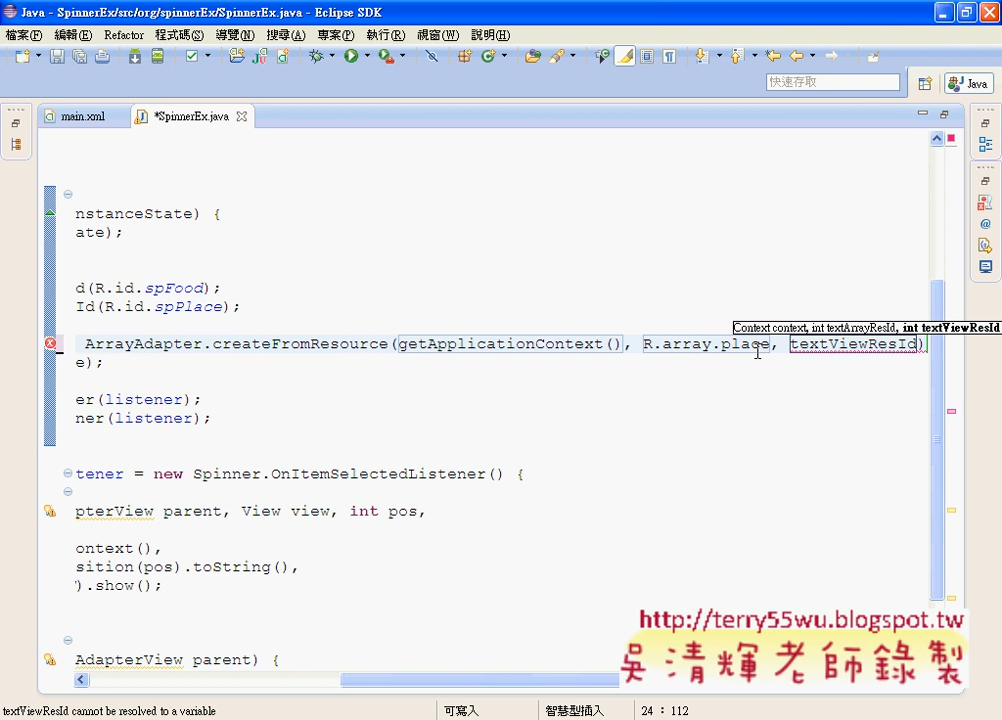 Java - SpinnerEx/src/org/spinnerEx/SpinnerEx.java - Eclipse SDK
檔案(F) 編輯(E) Refactor 程式碼(S) 導覽(N) 搜尋(A) 專案(P) 執行(R) 視窗(W) 說明(H)
快速存取
Java
main.xml
*SpinnerEx.java
nstanceState) {
ate);
d(R.id.spFood);
Id(R.id.spPlace);
Context context, int textArrayResId, int textViewResId
ArrayAdapter.createFromResource(getApplicationContext(), R.array.place, textViewResId)
e);
er(listener);
ner(listener);
tener = new Spinner.OnItemSelectedListener() {
pterView parent, View view, int pos,
ontext(),
sition(pos).toString(),
).show();
AdapterView parent) {
http://terry55wu.blogspot.tw
吳清輝老師錄製
textViewResId cannot be resolved to a variable
可寫入
智慧型插入
24 : 112